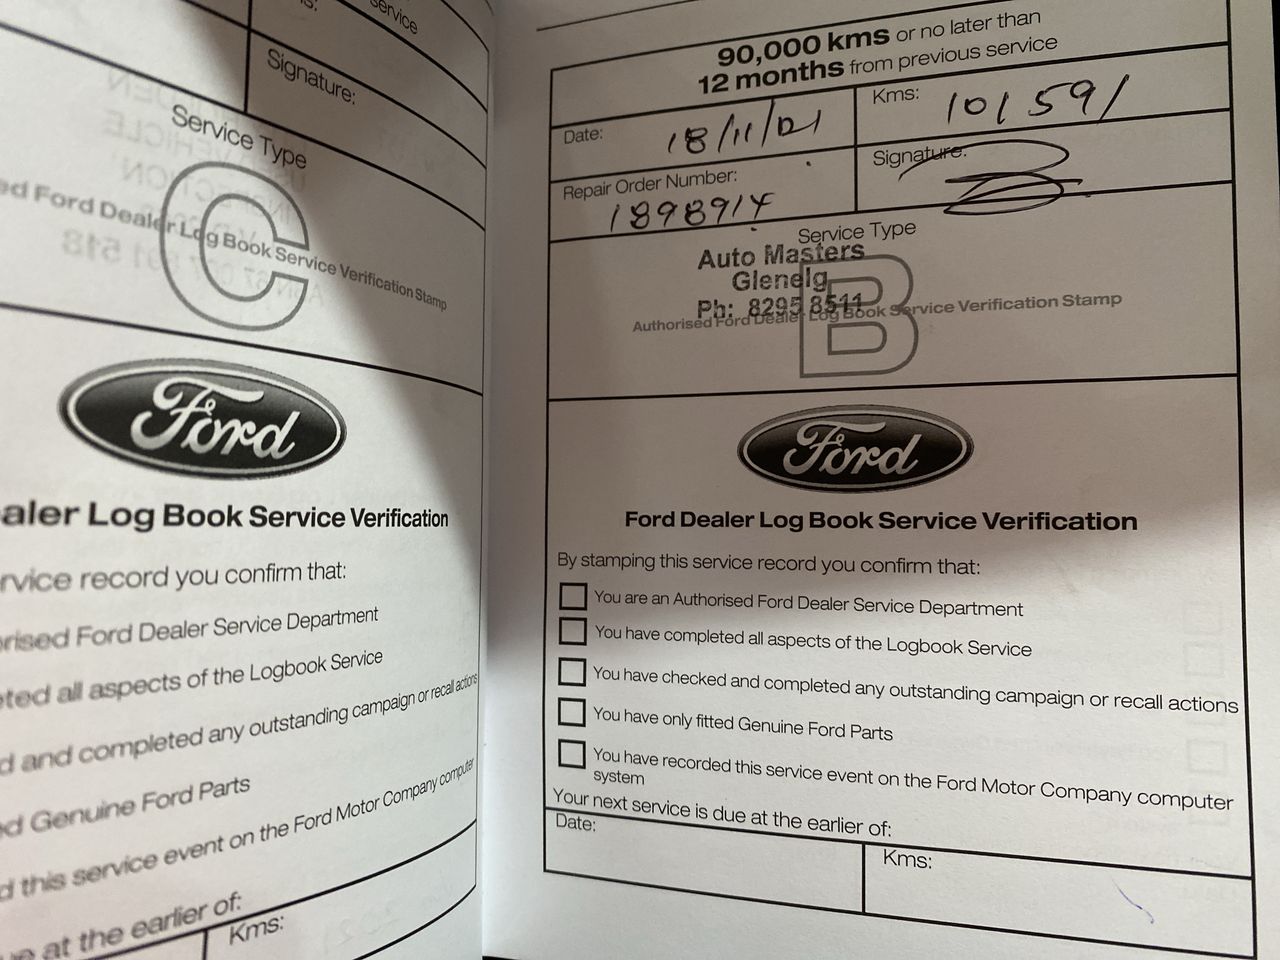 Service
Signature:
Service Type
C
ed Ford Dealer Log Book Service Verification Stamp
Ford
aler Log Book Service Verification
rvice record you confirm that:
orised Ford Dealer Service Department
eted all aspects of the Logbook Service
d and completed any outstanding campaign or recall actions
ed Genuine Ford Parts
d this service event on the Ford Motor Company computer
ue at the earlier of:
Kms:
90,000 kms or no later than
12 months from previous service
Date: 18/11/21
Kms: 101591
Repair Order Number:
Signature:
Service Type
Auto Masters
Glenelg
Ph: 8295 8511
B
Authorised Ford Dealer Log Book Service Verification Stamp
Ford
Ford Dealer Log Book Service Verification
By stamping this service record you confirm that:
You are an Authorised Ford Dealer Service Department
You have completed all aspects of the Logbook Service
You have checked and completed any outstanding campaign or recall actions
You have only fitted Genuine Ford Parts
You have recorded this service event on the Ford Motor Company computer
system
Your next service is due at the earlier of:
Date:
Kms: